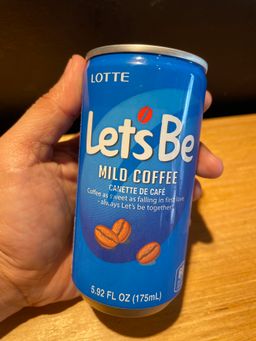 LOTTE
Let's Be
MILD COFFEE
CANETTE DE CAFÉ
Coffee as sweet as falling in first love
- always Let's be together!
5.92 FL OZ (175mL)